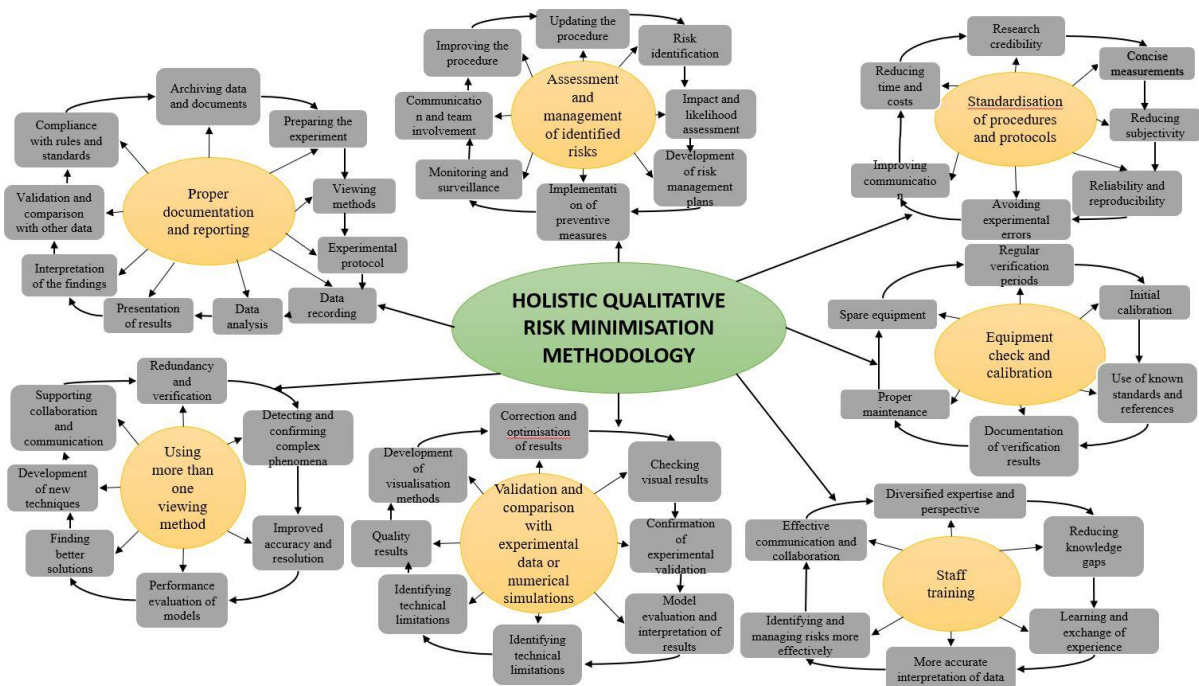 Updating the
procedure
Improving the
procedure
Risk
identification
Communicatio
n and team
involvement
Assessment
and
management
of identified
risks
Impact and
likelihood
assessment
Monitoring and
surveillance
Development
of risk
management
plans
Implementati
on of
preventive
measures
Research
credibility
Reducing
time and
costs
Concise
measurements
Standardisation
of procedures
and protocols
Reducing
subjectivity
Improving
communicatio
n
Reliability and
reproducibility
Avoiding
experimental
errors
Archiving data
and documents
Compliance
with rules and
standards
Preparing the
experiment
Validation and
comparison
with other data
Proper
documentation
and reporting
Viewing
methods
Interpretation
of the findings
Experimental
protocol
Presentation
of results
Data
analysis
Data
recording
HOLISTIC QUALITATIVE
RISK MINIMISATION
METHODOLOGY
Regular
verification
periods
Spare equipment
Initial
calibration
Equipment
check and
calibration
Proper
maintenance
Use of known
standards and
references
Documentation
of verification
results
Redundancy and
verification
Supporting
collaboration
and
communication
Detecting and
confirming
complex
phenomena
Development
of new
techniques
Using
more than
one
viewing
method
Finding
better
solutions
Improved
accuracy and
resolution
Performance
evaluation of
models
Correction and
optimisation
of results
Development
of
visualisation
methods
Checking
visual results
Quality
results
Validation and
comparison
with
experimental
data or
numerical
simulations
Confirmation
of
experimental
validation
Identifying
technical
limitations
Model
evaluation and
interpretation of
results
Identifying
technical
limitations
Diversified expertise and
perspective
Effective
communication and
collaboration
Reducing
knowledge
gaps
Staff
training
Identifying and
managing risks more
effectively
Learning and
exchange of
experience
More accurate
interpretation of data